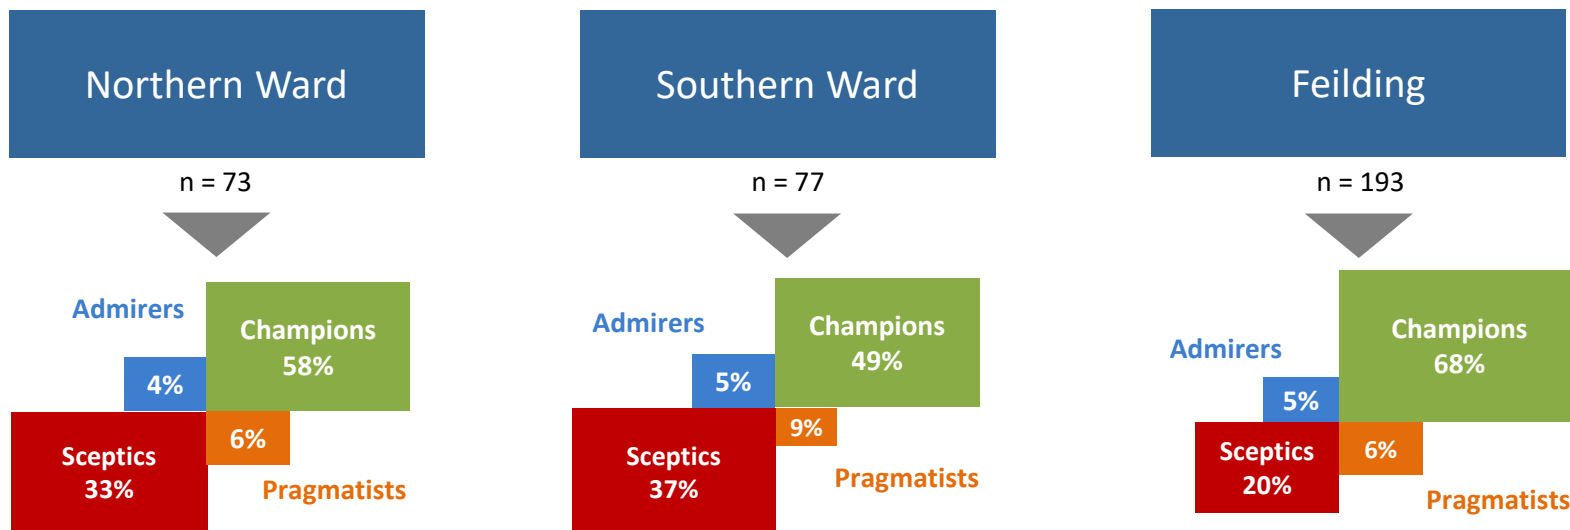 Northern Ward
n = 73
Admirers
Champions
58%
4%
Sceptics
33%
6%
Pragmatists
Southern Ward
n = 77
Admirers
Champions
49%
5%
Sceptics
37%
9%
Pragmatists
Feilding
n = 193
Admirers
Champions
68%
5%
Sceptics
20%
6%
Pragmatists